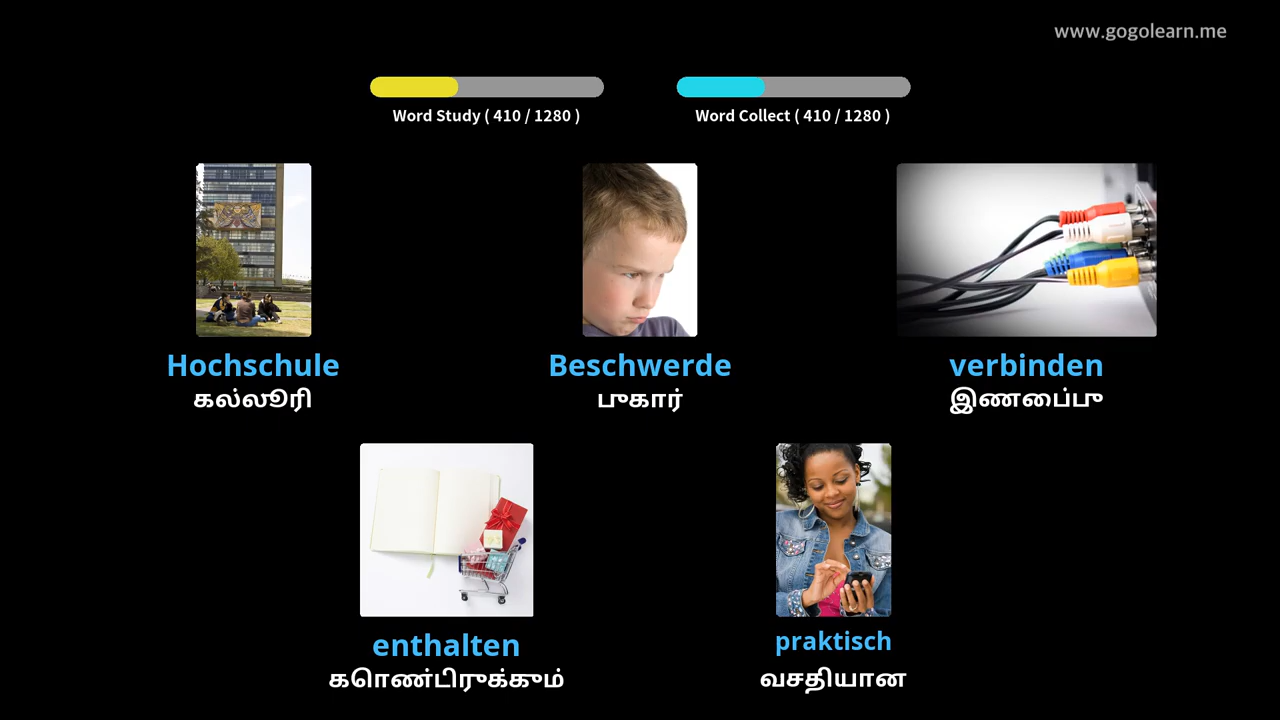 www.gogolearn.me
Word Study ( 410 / 1280 )
Word Collect ( 410 / 1280 )
Hochschule
கல்லூரி
Beschwerde
புகார்
verbinden
இணைப்பு
enthalten
கொண்டிருக்கும்
praktisch
வசதியான